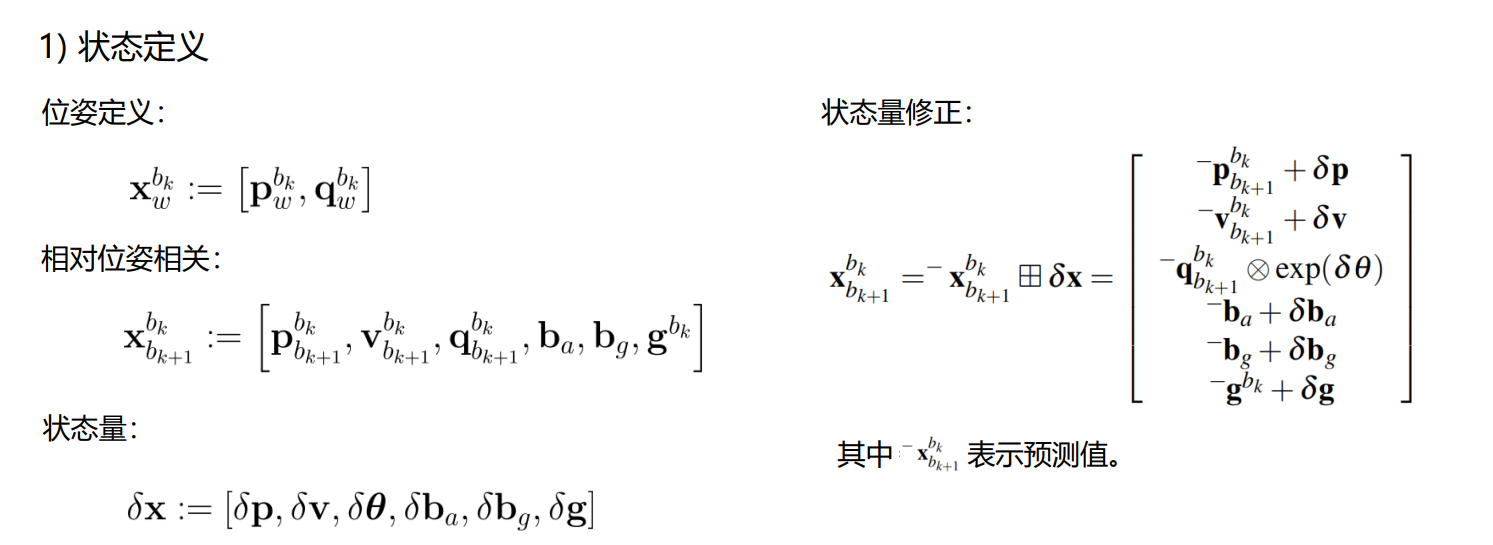 1) 状态定义
位姿定义：
$\mathbf{x}_{w}^{b_k} := \left[\mathbf{p}_{w}^{b_k}, \mathbf{q}_{w}^{b_k}\right]$
相对位姿相关：
$\mathbf{x}_{b_{k+1}}^{b_k} := \left[\mathbf{p}_{b_{k+1}}^{b_k}, \mathbf{v}_{b_{k+1}}^{b_k}, \mathbf{q}_{b_{k+1}}^{b_k}, \mathbf{b}_a, \mathbf{b}_g, \mathbf{g}^{b_k}\right]$
状态量：
$\delta\mathbf{x} := [\delta\mathbf{p}, \delta\mathbf{v}, \delta\boldsymbol{\theta}, \delta\mathbf{b}_a, \delta\mathbf{b}_g, \delta\mathbf{g}]$
状态量修正：
$\mathbf{x}_{b_{k+1}}^{b_k} = {}^{-}\mathbf{x}_{b_{k+1}}^{b_k} \boxplus \boldsymbol{\delta}\mathbf{x} = \begin{bmatrix} {}^{-}\mathbf{p}_{b_{k+1}}^{b_k} + \boldsymbol{\delta}\mathbf{p} \\ {}^{-}\mathbf{v}_{b_{k+1}}^{b_k} + \boldsymbol{\delta}\mathbf{v} \\ {}^{-}\mathbf{q}_{b_{k+1}}^{b_k} \otimes \exp(\boldsymbol{\delta}\boldsymbol{\theta}) \\ {}^{-}\mathbf{b}_a + \boldsymbol{\delta}\mathbf{b}_a \\ {}^{-}\mathbf{b}_g + \boldsymbol{\delta}\mathbf{b}_g \\ {}^{-}\mathbf{g}^{b_k} + \boldsymbol{\delta}\mathbf{g} \end{bmatrix}$
其中 ${}^{-}\mathbf{x}_{b_{k+1}}^{b_k}$ 表示预测值。